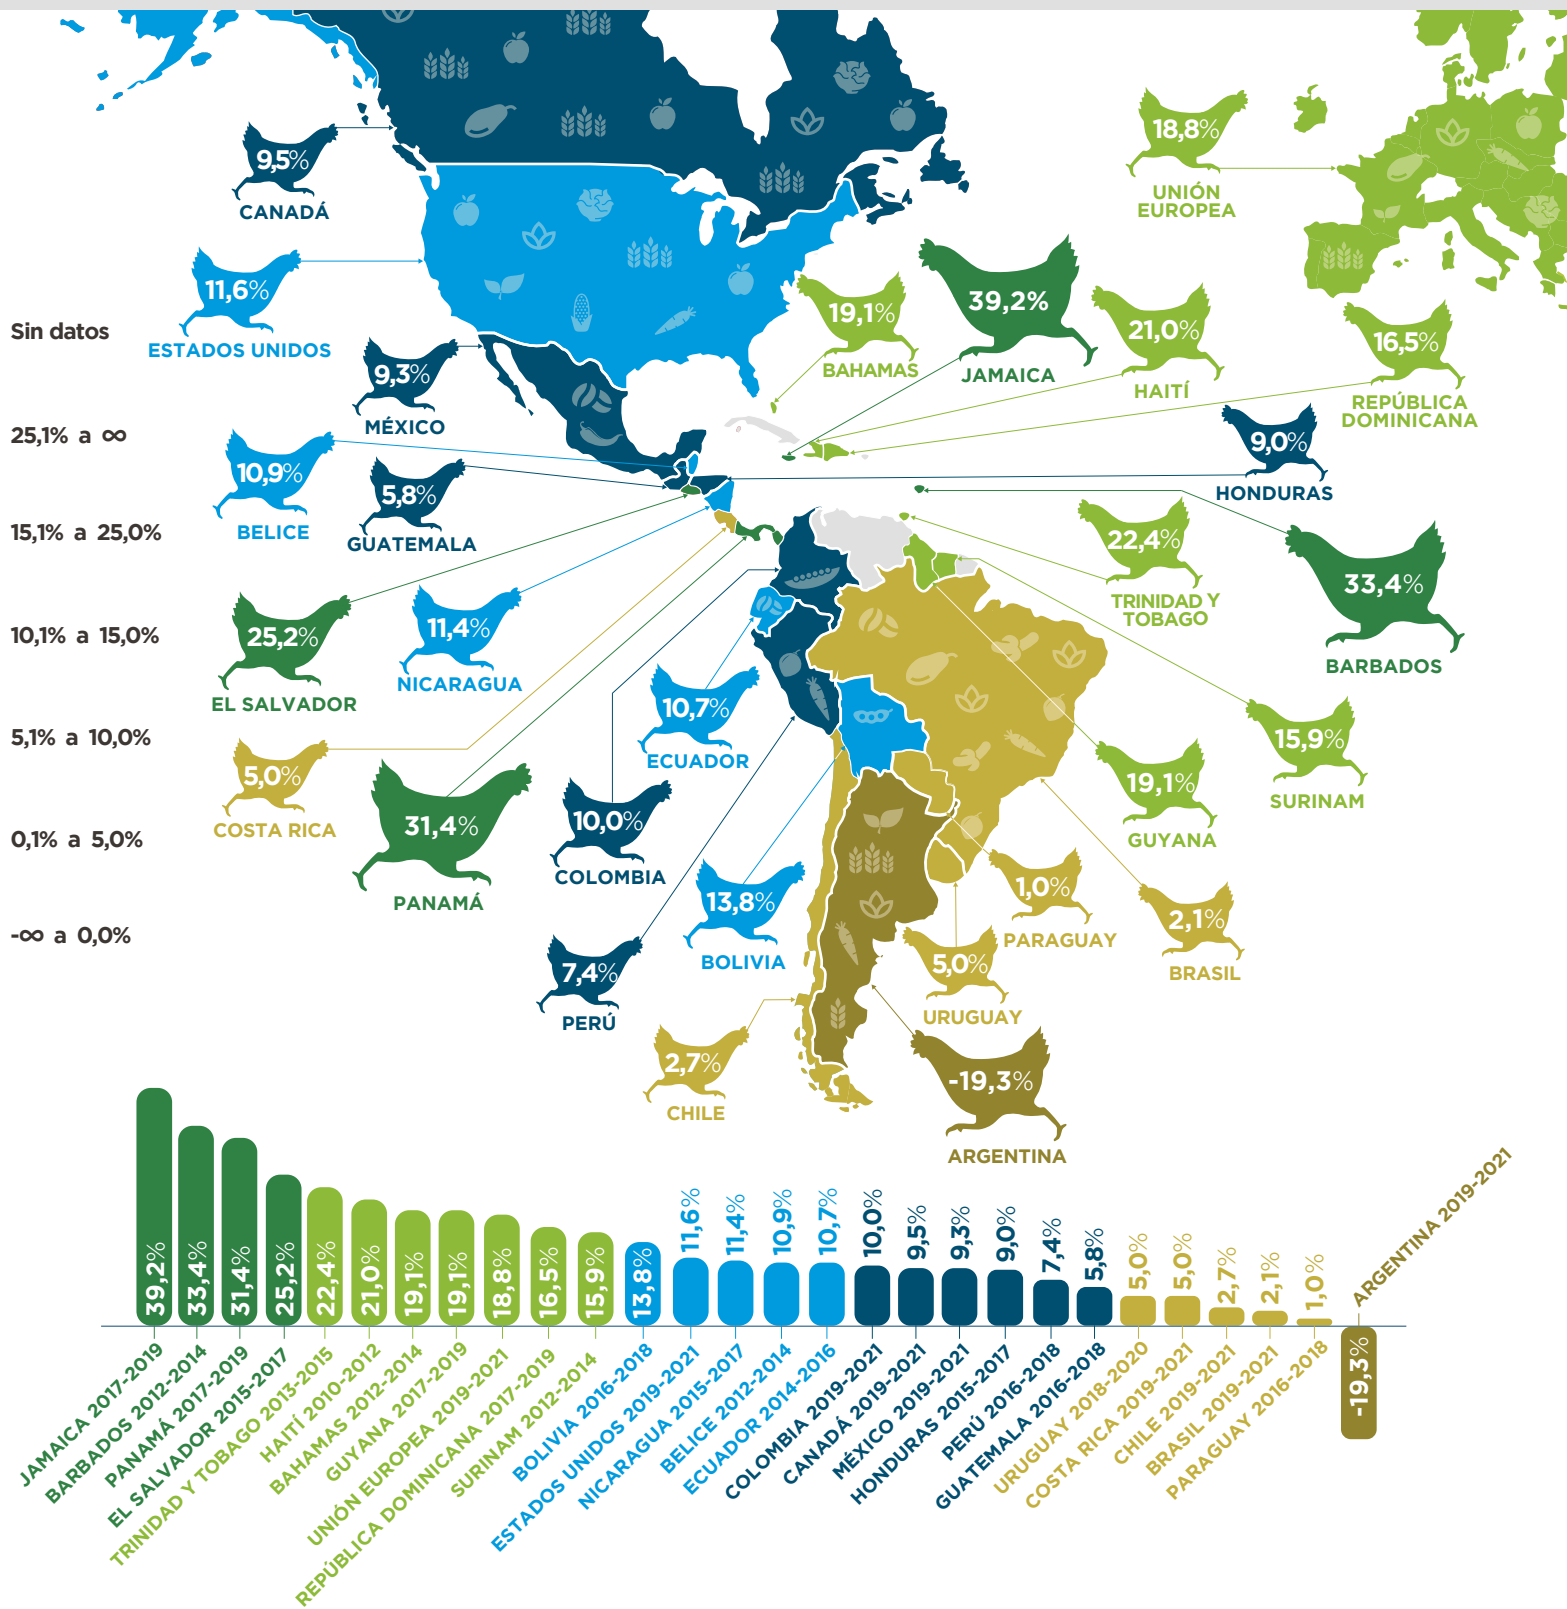 CANADÁ
9,5%
18,8%
UNIÓN
EUROPEA
11,6%
ESTADOS UNIDOS
19,1%
BAHAMAS
39,2%
JAMAICA
21,0%
HAITÍ
16,5%
REPÚBLICA
DOMINICANA
Sin datos
9,3%
MÉXICO
25,1% a ∞
10,9%
BELICE
5,8%
GUATEMALA
9,0%
HONDURAS
15,1% a 25,0%
22,4%
TRINIDAD Y
TOBAGO
33,4%
BARBADOS
10,1% a 15,0%
25,2%
EL SALVADOR
11,4%
NICARAGUA
10,7%
ECUADOR
15,9%
SURINAM
5,1% a 10,0%
5,0%
COSTA RICA
31,4%
PANAMÁ
10,0%
COLOMBIA
19,1%
GUYANA
0,1% a 5,0%
13,8%
BOLIVIA
1,0%
PARAGUAY
2,1%
BRASIL
-∞ a 0,0%
7,4%
PERÚ
5,0%
URUGUAY
2,7%
CHILE
-19,3%
ARGENTINA
39,2%
33,4%
31,4%
25,2%
22,4%
21,0%
19,1%
19,1%
18,8%
16,5%
15,9%
13,8%
11,6%
11,4%
10,9%
10,7%
10,0%
9,5%
9,3%
9,0%
7,4%
5,8%
5,0%
5,0%
2,7%
2,1%
1,0%
-19,3%
JAMAICA 2017-2019
BARBADOS 2012-2014
PANAMÁ 2017-2019
EL SALVADOR 2015-2017
TRINIDAD Y TOBAGO 2013-2015
HAITÍ 2010-2012
BAHAMAS 2012-2014
GUYANA 2017-2019
UNIÓN EUROPEA 2019-2021
REPÚBLICA DOMINICANA 2017-2019
SURINAM 2012-2014
BOLIVIA 2016-2018
ESTADOS UNIDOS 2019-2021
NICARAGUA 2015-2017
BELICE 2012-2014
ECUADOR 2014-2016
COLOMBIA 2019-2021
CANADÁ 2019-2021
MÉXICO 2019-2021
HONDURAS 2015-2017
PERÚ 2016-2018
GUATEMALA 2016-2018
URUGUAY 2018-2020
COSTA RICA 2019-2021
CHILE 2019-2021
BRASIL 2019-2021
PARAGUAY 2016-2018
ARGENTINA 2019-2021